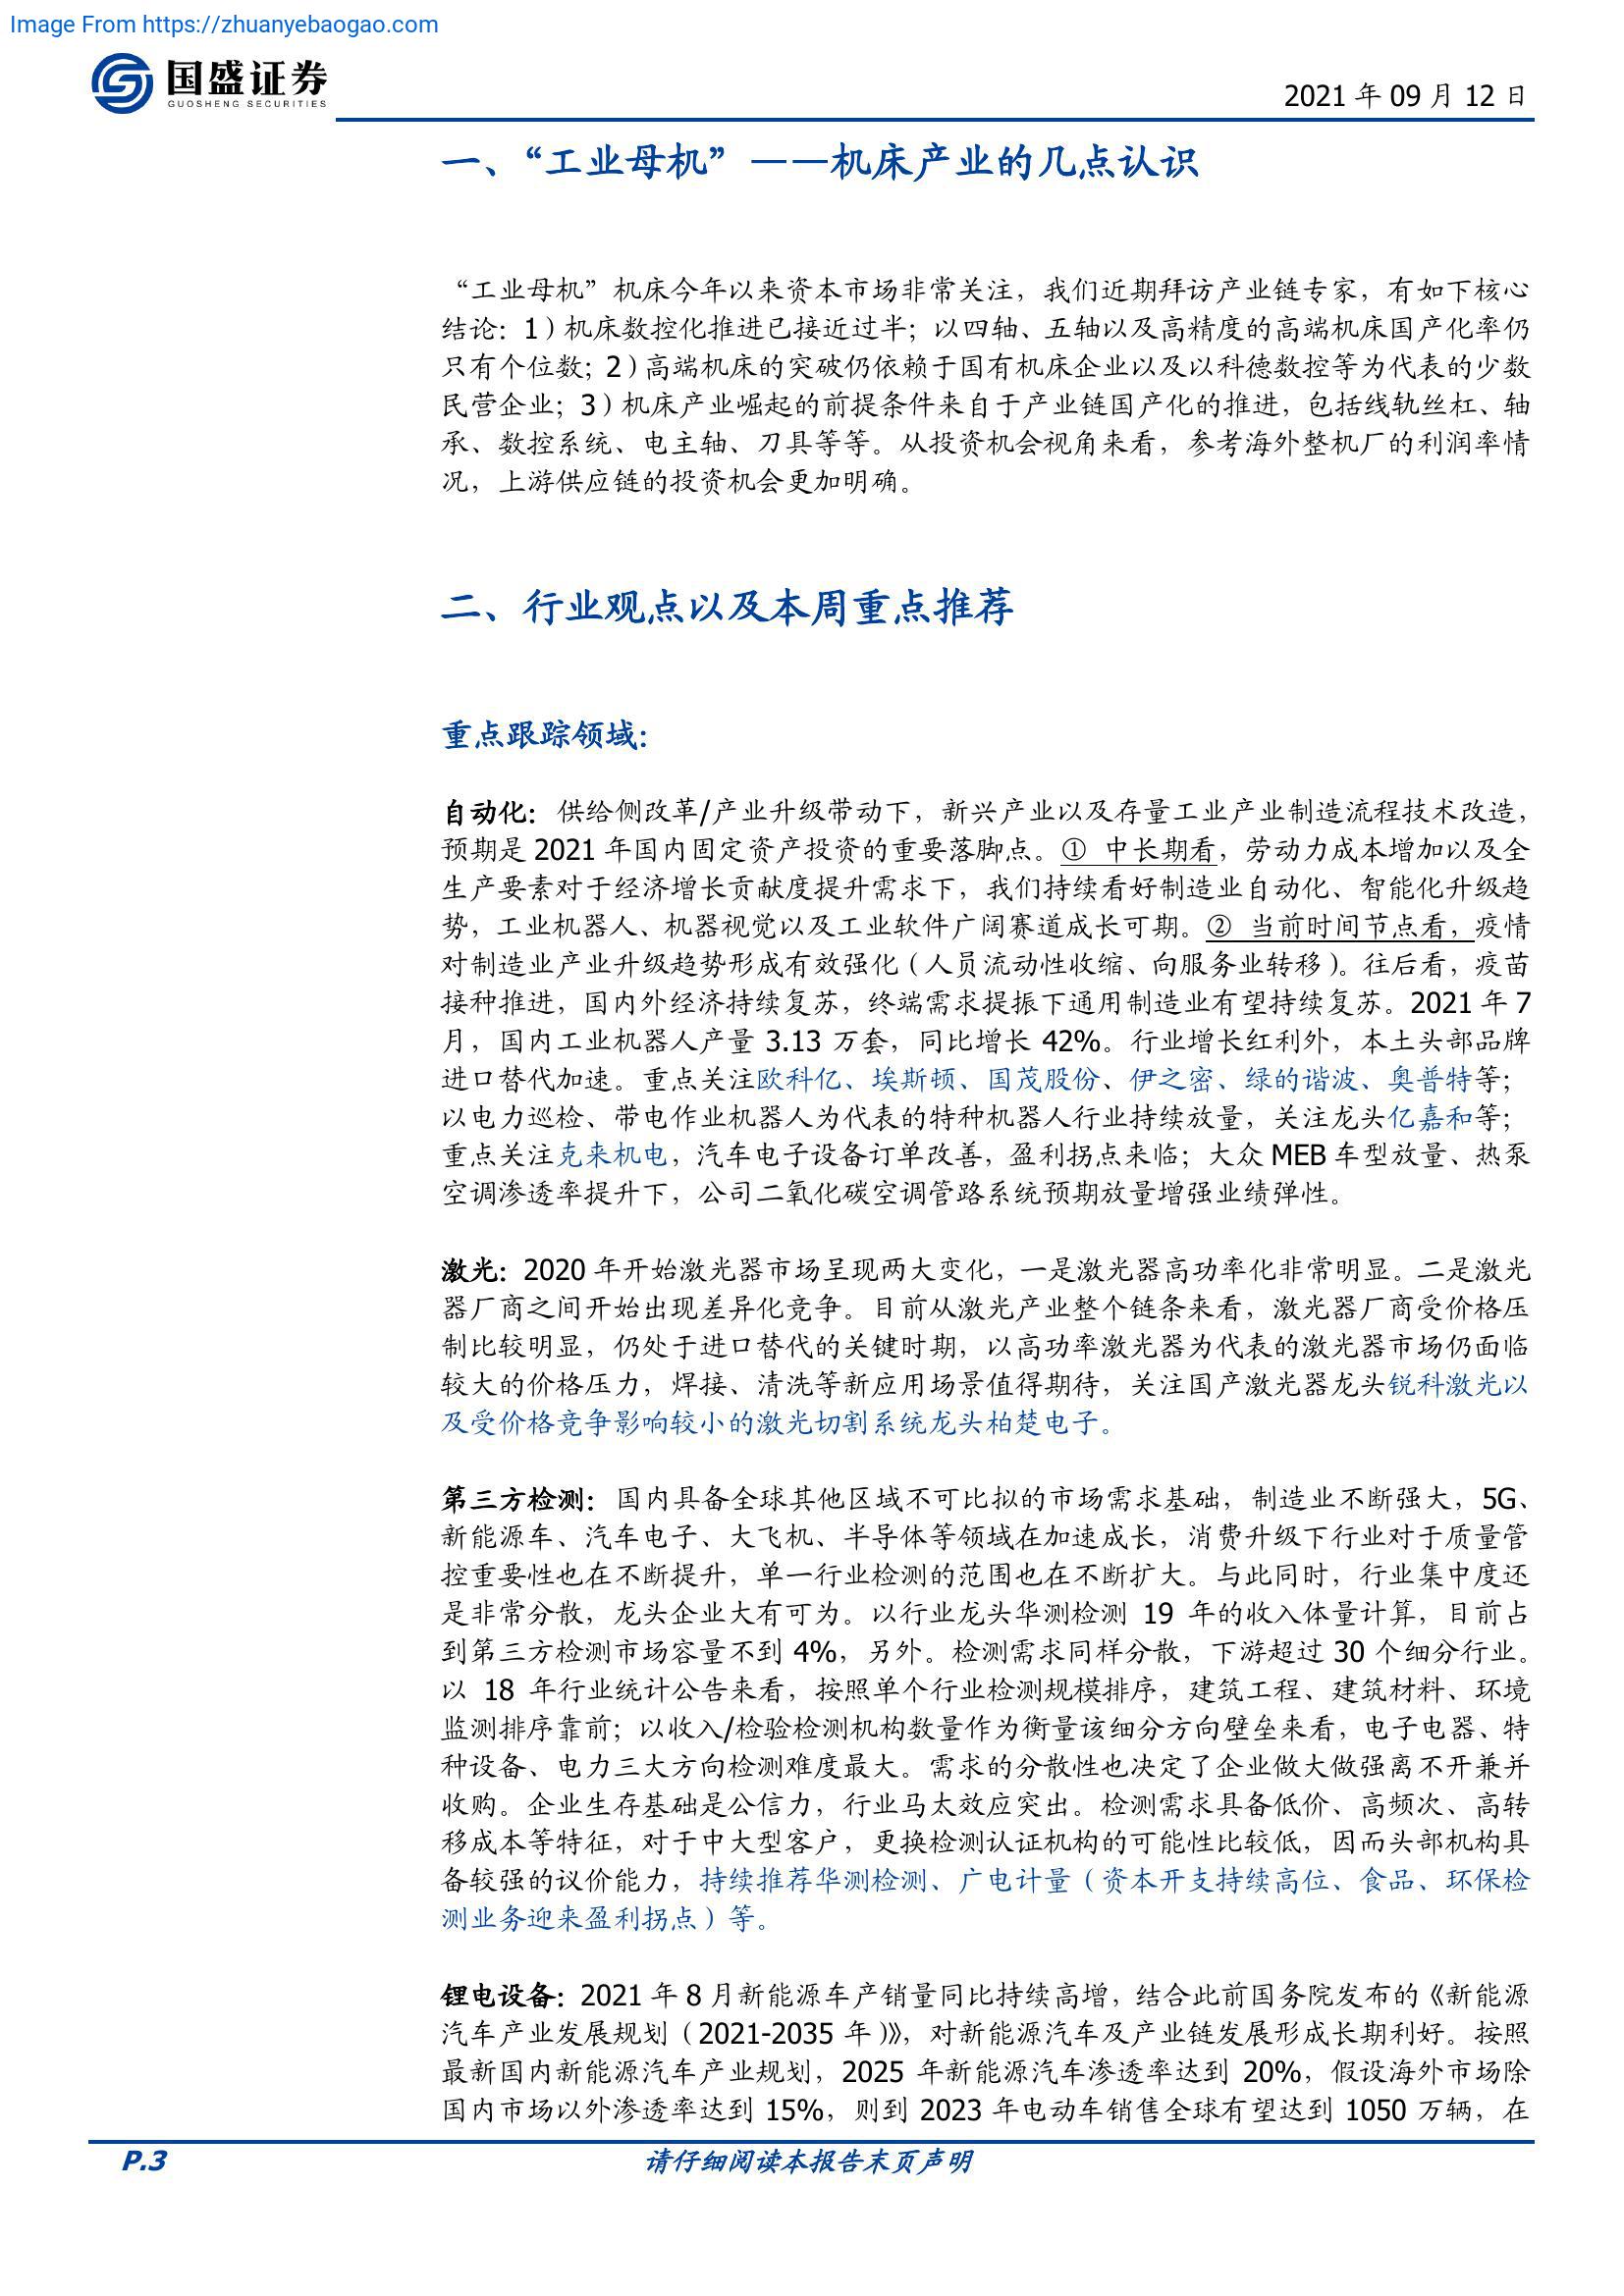 Image From https://zhuanyebaogao.com
国盛证券
GUOSHENG SECURITIES
2021 年 09 月 12 日
一、“工业母机”——机床产业的几点认识
“工业母机”机床今年以来资本市场非常关注，我们近期拜访产业链专家，有如下核心
结论：1）机床数控化推进已接近过半；以四轴、五轴以及高精度的高端机床国产化率仍
只有个位数；2）高端机床的突破仍依赖于国有机床企业以及以科德数控等为代表的少数
民营企业；3）机床产业崛起的前提条件来自于产业链国产化的推进，包括线轨丝杠、轴
承、数控系统、电主轴、刀具等等。从投资机会视角来看，参考海外整机厂的利润率情
况，上游供应链的投资机会更加明确。
二、行业观点以及本周重点推荐
重点跟踪领域：
自动化：供给侧改革/产业升级带动下，新兴产业以及存量工业产业制造流程技术改造，
预期是 2021 年国内固定资产投资的重要落脚点。① 中长期看，劳动力成本增加以及全
生产要素对于经济增长贡献度提升需求下，我们持续看好制造业自动化、智能化升级趋
势，工业机器人、机器视觉以及工业软件广阔赛道成长可期。② 当前时间节点看，疫情
对制造业产业升级趋势形成有效强化（人员流动性收缩、向服务业转移）。往后看，疫苗
接种推进，国内外经济持续复苏，终端需求提振下通用制造业有望持续复苏。2021 年 7
月，国内工业机器人产量 3.13 万套，同比增长 42%。行业增长红利外，本土头部品牌
进口替代加速。重点关注欧科亿、埃斯顿、国茂股份、伊之密、绿的谐波、奥普特等；
以电力巡检、带电作业机器人为代表的特种机器人行业持续放量，关注龙头亿嘉和等；
重点关注克来机电，汽车电子设备订单改善，盈利拐点来临；大众 MEB 车型放量、热泵
空调渗透率提升下，公司二氧化碳空调管路系统预期放量增强业绩弹性。
激光：2020 年开始激光器市场呈现两大变化，一是激光器高功率化非常明显。二是激光
器厂商之间开始出现差异化竞争。目前从激光产业整个链条来看，激光器厂商受价格压
制比较明显，仍处于进口替代的关键时期，以高功率激光器为代表的激光器市场仍面临
较大的价格压力，焊接、清洗等新应用场景值得期待，关注国产激光器龙头锐科激光以
及受价格竞争影响较小的激光切割系统龙头柏楚电子。
第三方检测：国内具备全球其他区域不可比拟的市场需求基础，制造业不断强大，5G、
新能源车、汽车电子、大飞机、半导体等领域在加速成长，消费升级下行业对于质量管
控重要性也在不断提升，单一行业检测的范围也在不断扩大。与此同时，行业集中度还
是非常分散，龙头企业大有可为。以行业龙头华测检测 19 年的收入体量计算，目前占
到第三方检测市场容量不到 4%，另外。检测需求同样分散，下游超过 30 个细分行业。
以 18 年行业统计公告来看，按照单个行业检测规模排序，建筑工程、建筑材料、环境
监测排序靠前；以收入/检验检测机构数量作为衡量该细分方向壁垒来看，电子电器、特
种设备、电力三大方向检测难度最大。需求的分散性也决定了企业做大做强离不开兼并
收购。企业生存基础是公信力，行业马太效应突出。检测需求具备低价、高频次、高转
移成本等特征，对于中大型客户，更换检测认证机构的可能性比较低，因而头部机构具
备较强的议价能力，持续推荐华测检测、广电计量（资本开支持续高位、食品、环保检
测业务迎来盈利拐点）等。
锂电设备：2021 年 8 月新能源车产销量同比持续高增，结合此前国务院发布的《新能源
汽车产业发展规划（2021-2035 年）》，对新能源汽车及产业链发展形成长期利好。按照
最新国内新能源汽车产业规划，2025 年新能源汽车渗透率达到 20%，假设海外市场除
国内市场以外渗透率达到 15%，则到 2023 年电动车销售全球有望达到 1050 万辆，在
P.3
请仔细阅读本报告末页声明